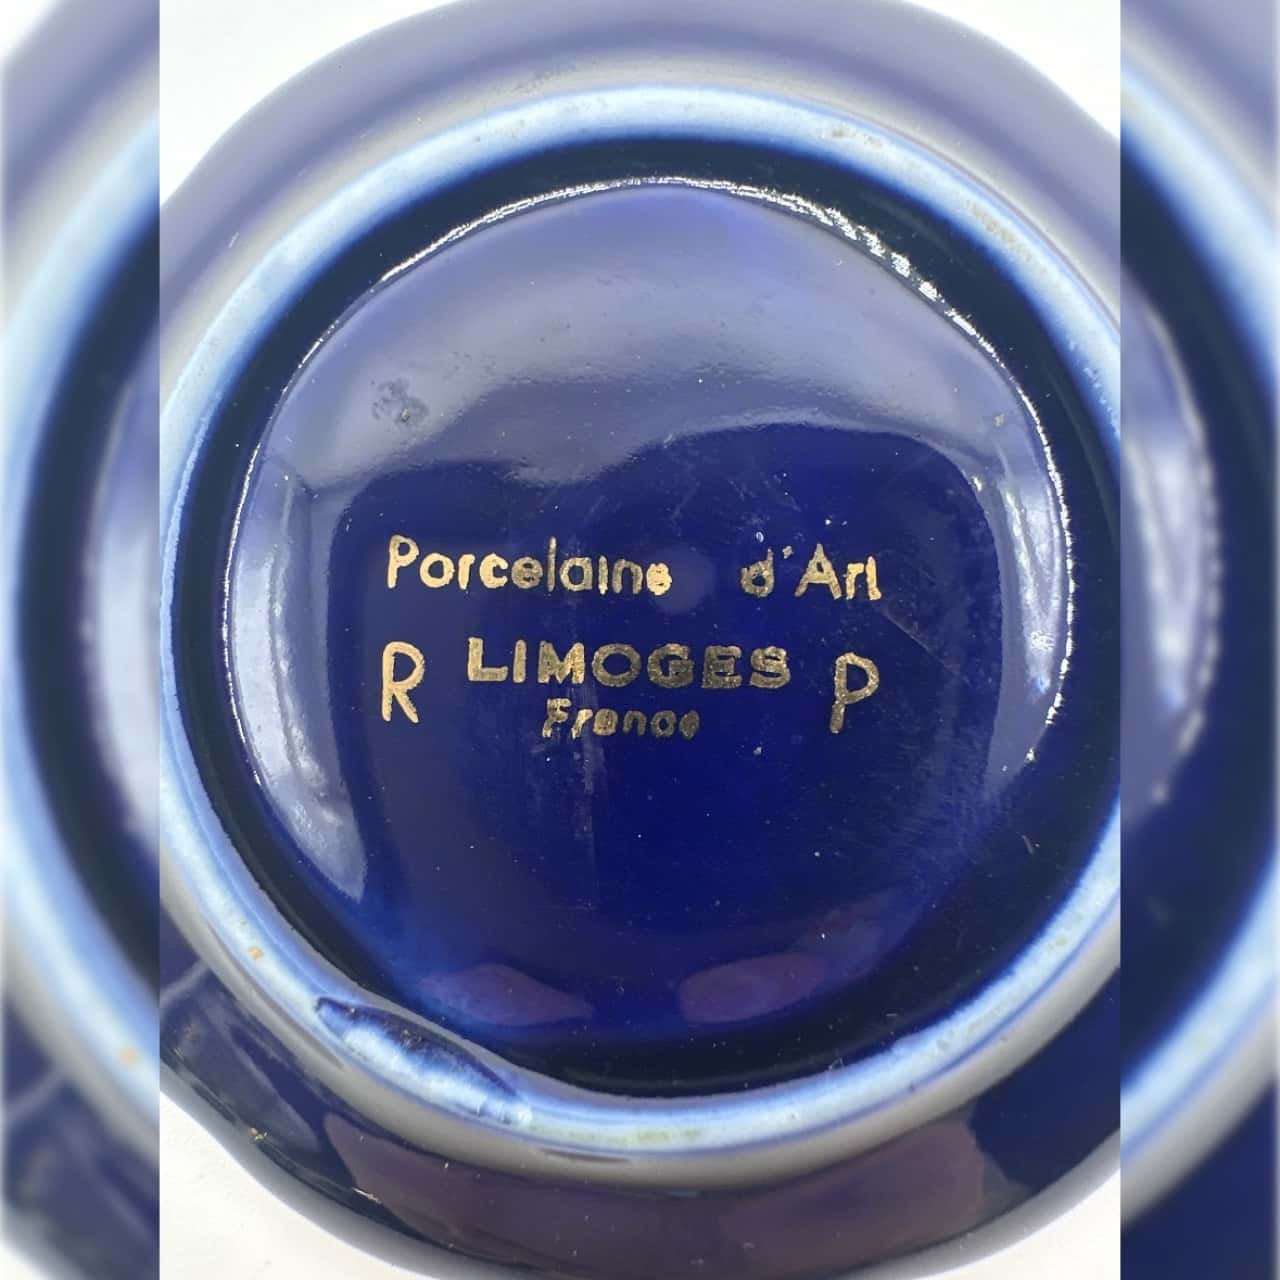 Porcelaine d'Art
R LIMOGES P
France